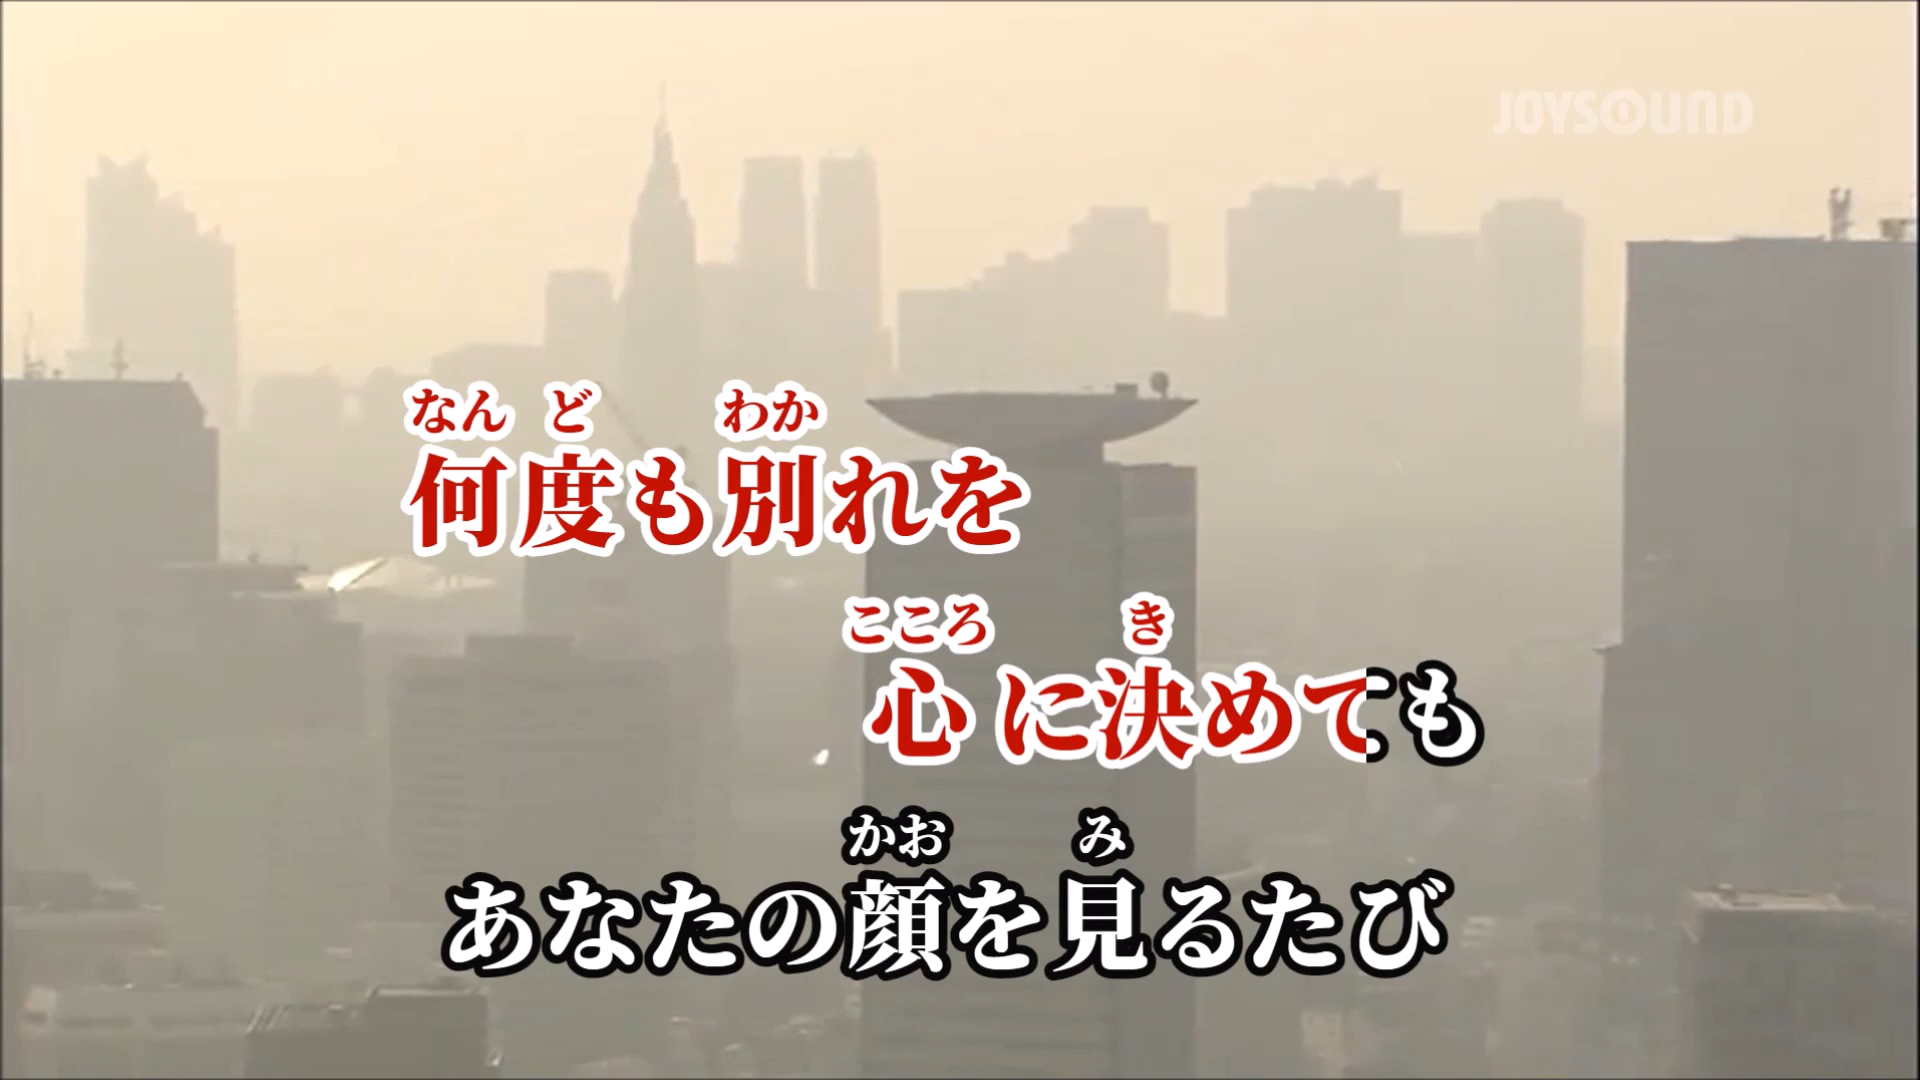 JOYSOUND
なん ど わか
何度も別れを
こころ き
心に決めても
かお み
あなたの顔を見るたび